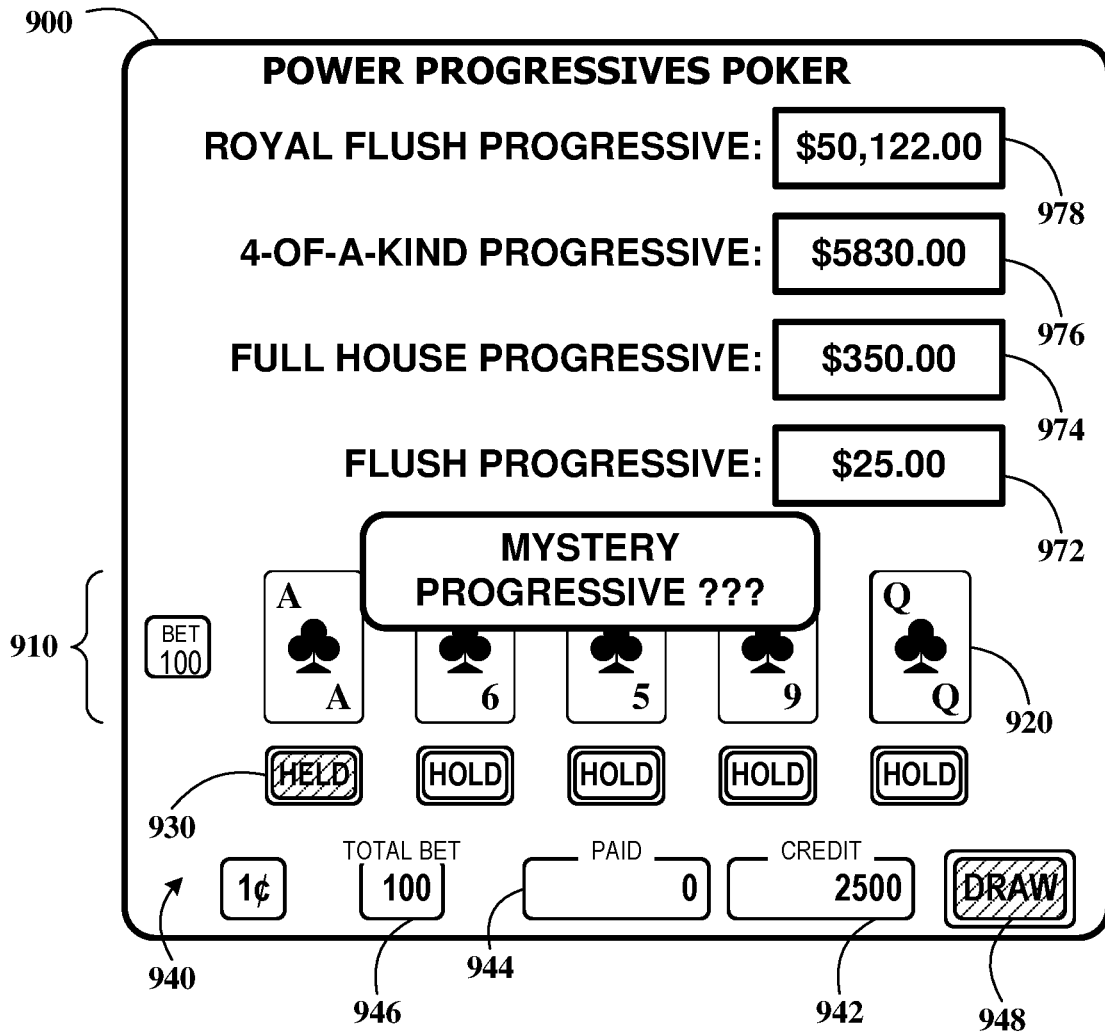 900
POWER PROGRESSIVES POKER
ROYAL FLUSH PROGRESSIVE: $50,122.00
978
4-OF-A-KIND PROGRESSIVE: $5830.00
976
FULL HOUSE PROGRESSIVE: $350.00
974
FLUSH PROGRESSIVE: $25.00
972
MYSTERY
PROGRESSIVE ???
A Q
910
BET
100
A 6 5 9 Q
920
HELD HOLD HOLD HOLD HOLD
930
TOTAL BET PAID CREDIT
1¢ 100 0 2500 DRAW
940 946 944 942 948